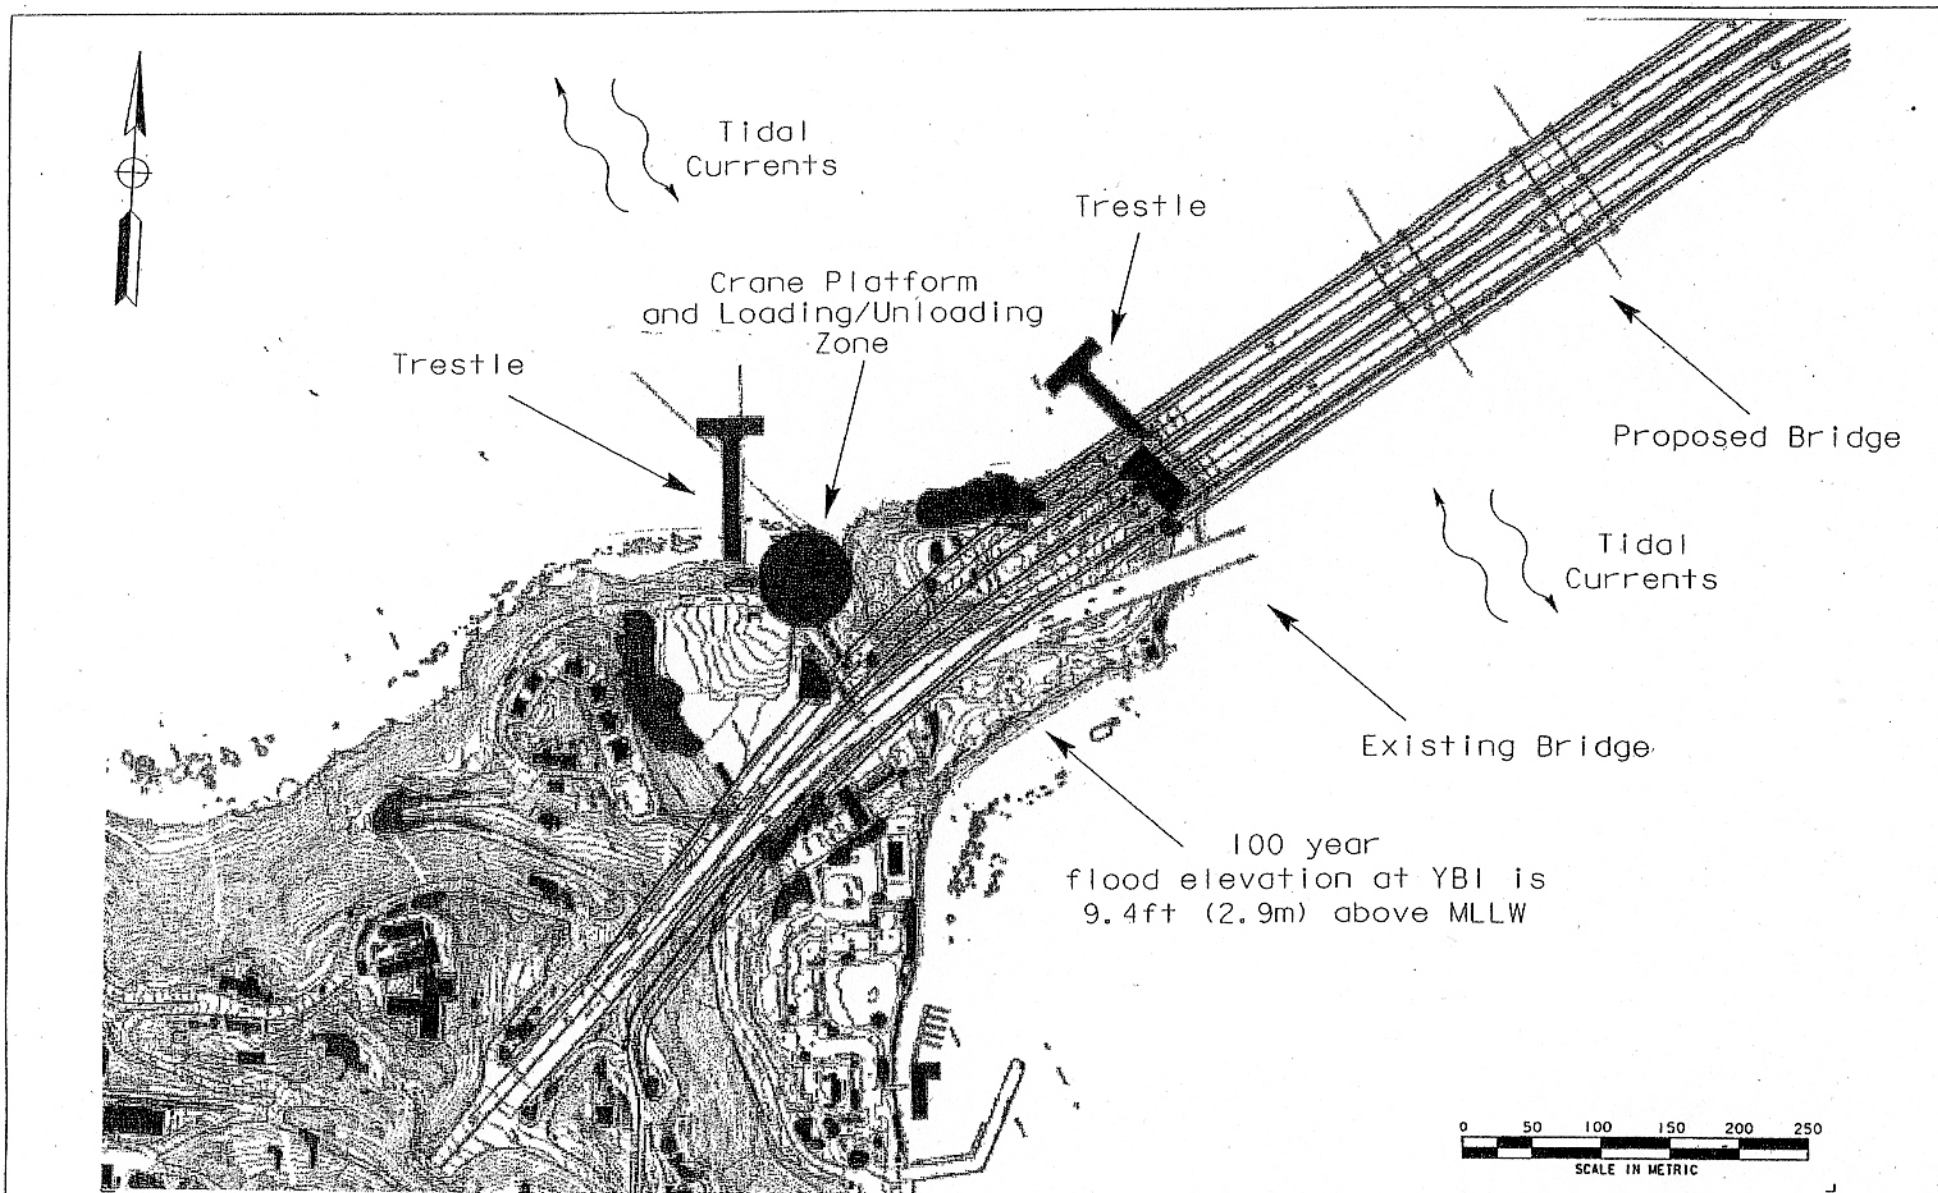 Tidal
Currents
Trestle
Crane Platform
and Loading/Unloading
Zone
Trestle
Proposed Bridge
Tidal
Currents
Existing Bridge
100 year
flood elevation at YBI is
9.4ft (2.9m) above MLLW
0 50 100 150 200 250
SCALE IN METRIC